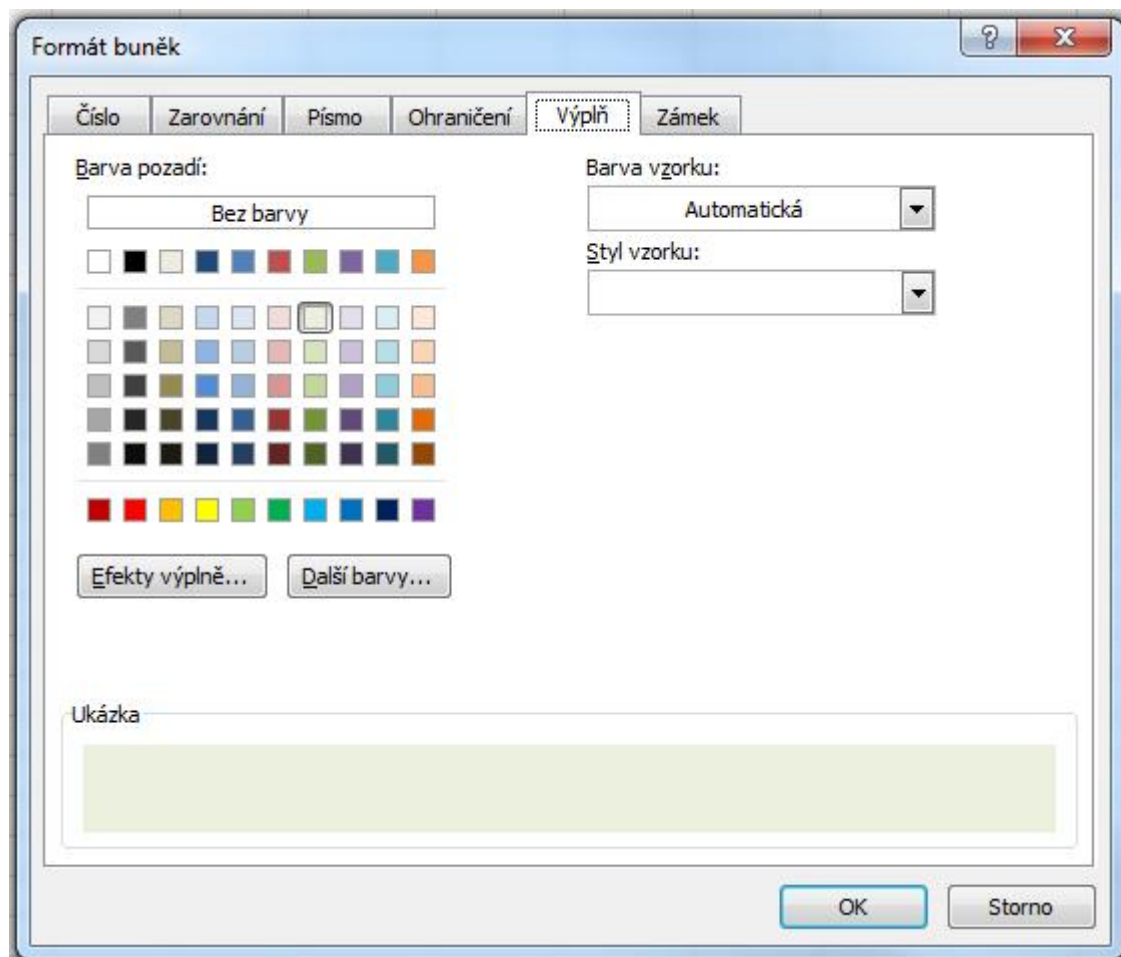 Formát buněk
Číslo Zarovnání Písmo Ohraničení Výplň Zámek
Barva pozadí:
Bez barvy
Barva vzorku:
Automatická
Styl vzorku:
Efekty výplně... Další barvy...
Ukázka
OK Storno